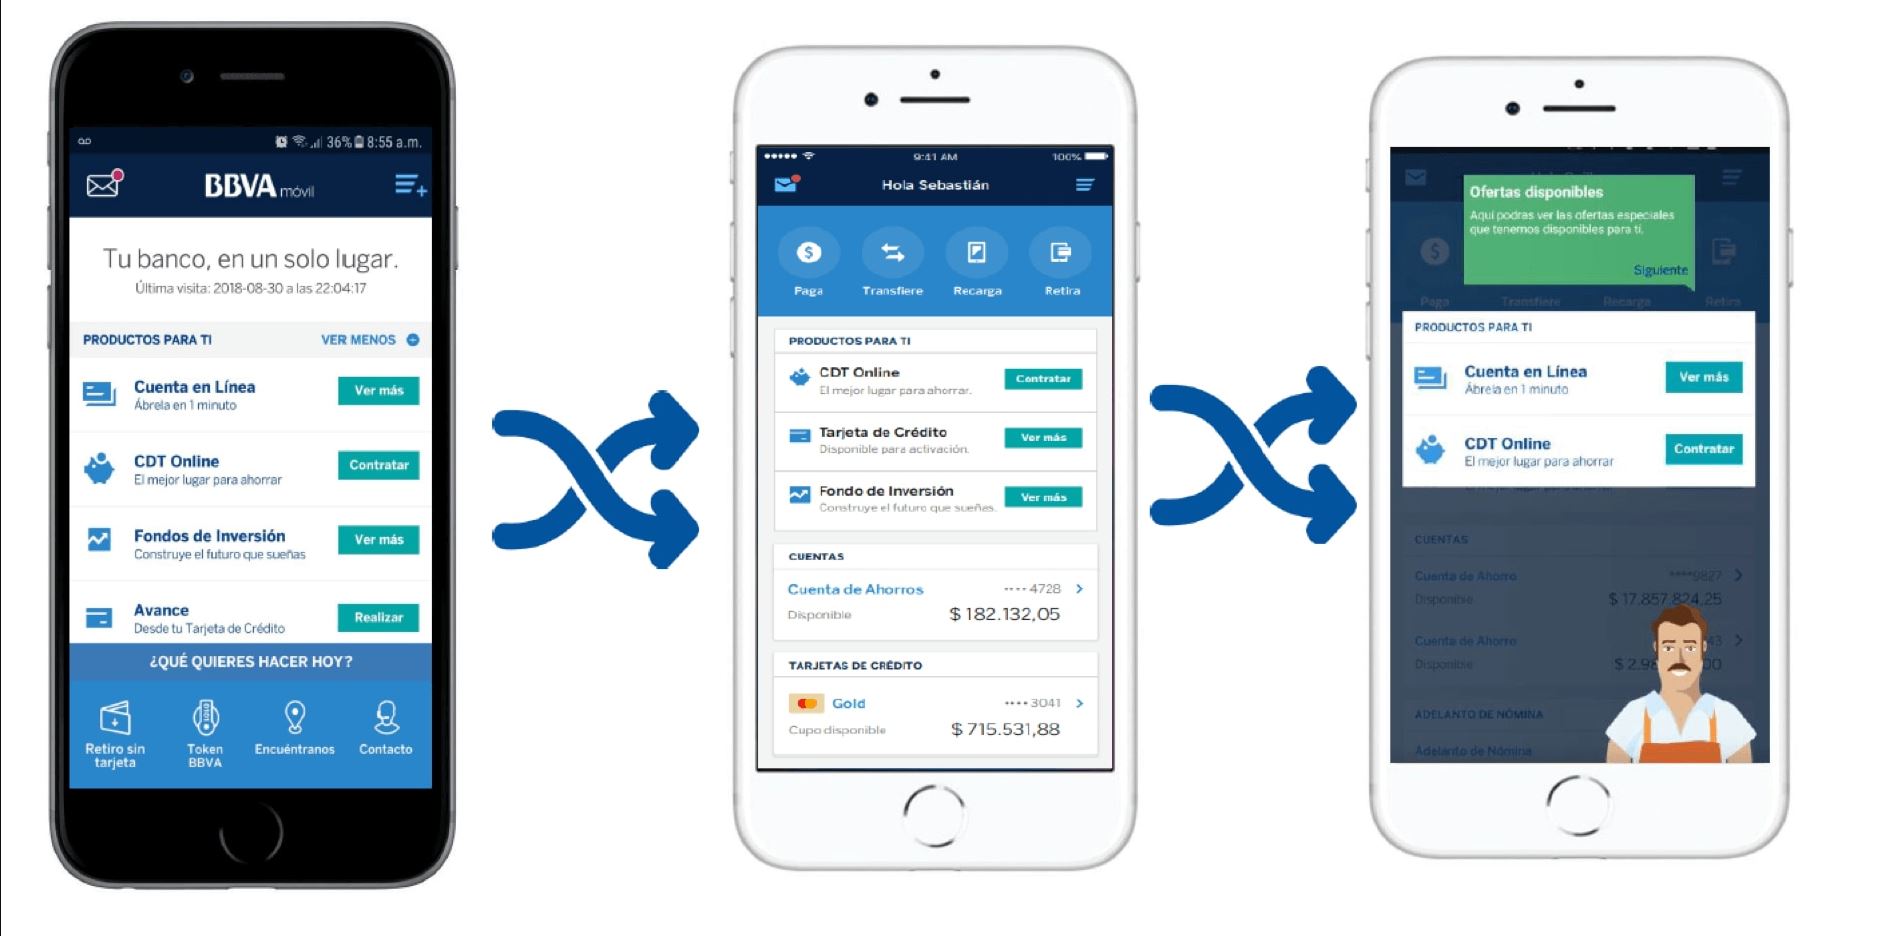 36% 8:55 a.m.
BBVA móvil
Tu banco, en un solo lugar.
Última visita: 2018-08-30 a las 22:04:17
PRODUCTOS PARA TI VER MENOS
Cuenta en Línea
Ábrela en 1 minuto
Ver más
CDT Online
El mejor lugar para ahorrar
Contratar
Fondos de Inversión
Construye el futuro que sueñas
Ver más
Avance
Desde tu Tarjeta de Crédito
Realizar
¿QUÉ QUIERES HACER HOY?
Retiro sin
tarjeta
Token
BBVA
Encuéntranos
Contacto
9:41 AM 100%
Hola Sebastián
Paga Transfiere Recarga Retira
PRODUCTOS PARA TI
CDT Online
El mejor lugar para ahorrar.
Contratar
Tarjeta de Crédito
Disponible para activación.
Ver más
Fondo de Inversión
Construye el futuro que sueñas.
Ver más
CUENTAS
Cuenta de Ahorros ···· 4728
Disponible $ 182.132,05
TARJETAS DE CRÉDITO
Gold ···· 3041
Cupo disponible $ 715.531,88
Ofertas disponibles
Aquí podras ver las ofertas especiales
que tenemos disponibles para tí.
Siguiente
Paga Transfiere Recarga Retira
PRODUCTOS PARA TI
Cuenta en Línea
Ábrela en 1 minuto
Ver más
CDT Online
El mejor lugar para ahorrar
Contratar
CUENTAS
Cuenta de Ahorro ****9827
Disponible $ 17.857.824,25
Cuenta de Ahorro 43
Disponible $ 2.98 00
ADELANTO DE NÓMINA
Adelanto de Nómina